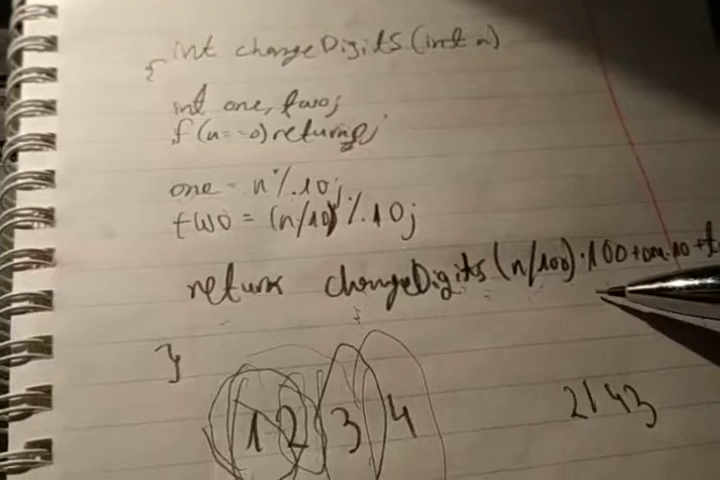 int changeDigits(int n)
{
int one, two;
if (n==0) return 0;
one = n%10;
two = (n/10)%10;
return changeDigits(n/100)·100+one·10+t
}
1 2 3 4
2143